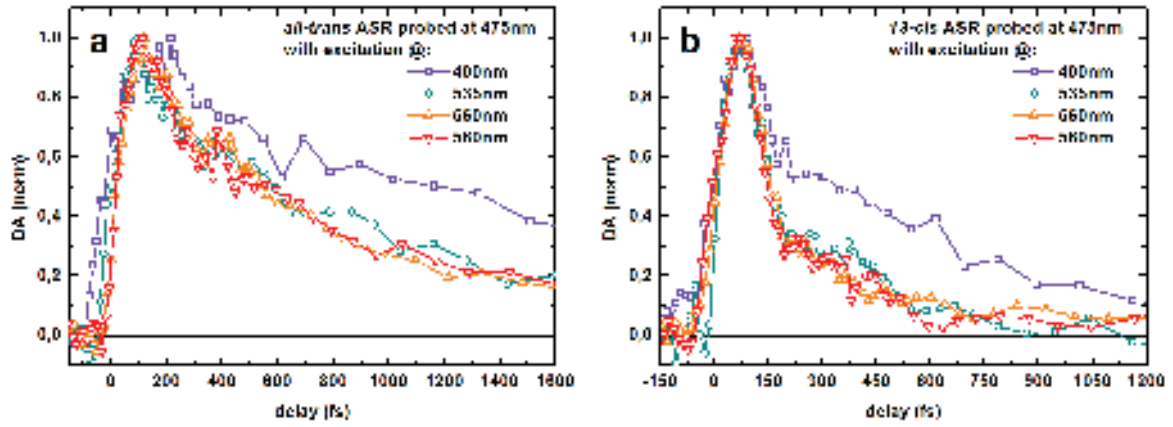 a
all-trans ASR probed at 475nm
with excitation @:
400nm
535nm
660nm
580nm
DA (norm)
1,0
0,8
0,6
0,4
0,2
0,0
0 200 400 600 800 1000 1200 1400 1600
delay (fs)
b
13-cis ASR probed at 475nm
with excitation @:
400nm
535nm
660nm
580nm
DA (norm)
1,0
0,8
0,6
0,4
0,2
0,0
-150 0 150 300 450 600 750 900 1050 1200
delay (fs)